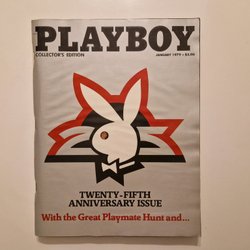 PLAYBOY
COLLECTOR'S EDITION
JANUARY 1979 • $3.00
TWENTY-FIFTH
ANNIVERSARY ISSUE
With the Great Playmate Hunt and...